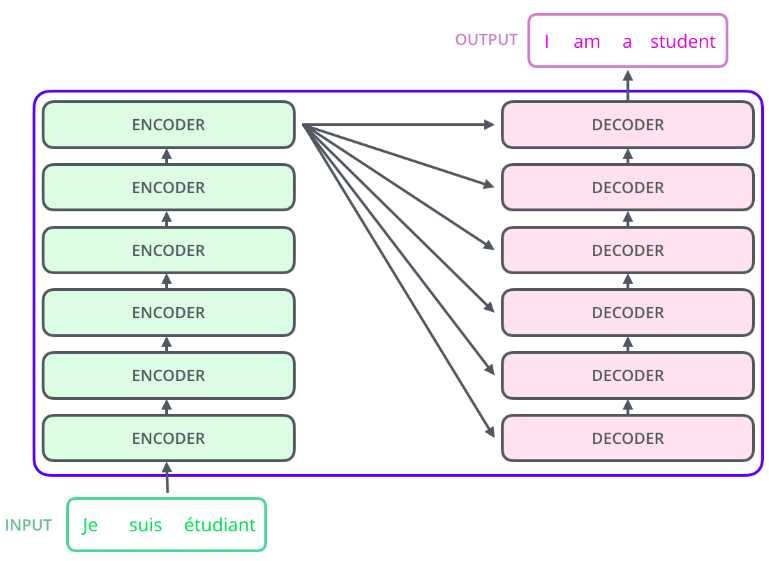 OUTPUT
I am a student
ENCODER
DECODER
ENCODER
DECODER
ENCODER
DECODER
ENCODER
DECODER
ENCODER
DECODER
ENCODER
DECODER
INPUT
Je suis étudiant